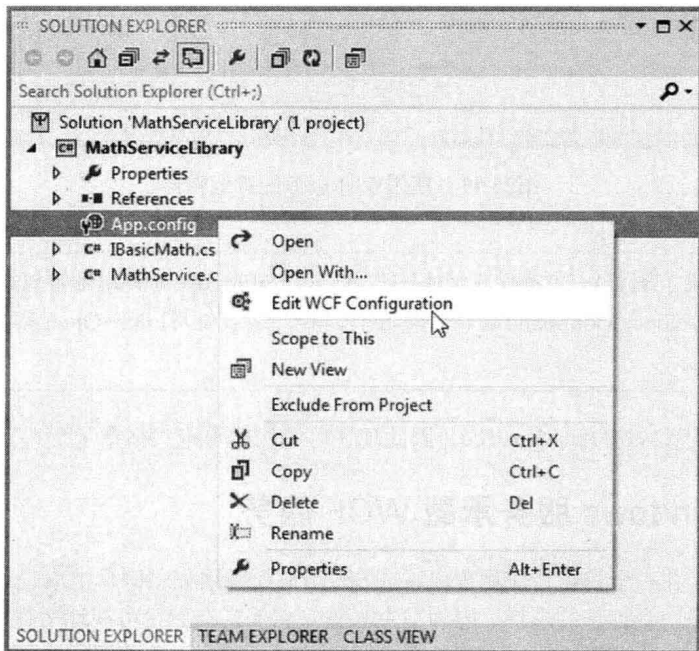 SOLUTION EXPLORER
Search Solution Explorer (Ctrl+;)
Solution 'MathServiceLibrary' (1 project)
C# MathServiceLibrary
Properties
References
App.config
C# IBasicMath.cs
C# MathService.c
Open
Open With...
Edit WCF Configuration
Scope to This
New View
Exclude From Project
Cut Ctrl+X
Copy Ctrl+C
Delete Del
Rename
Properties Alt+Enter
SOLUTION EXPLORER TEAM EXPLORER CLASS VIEW